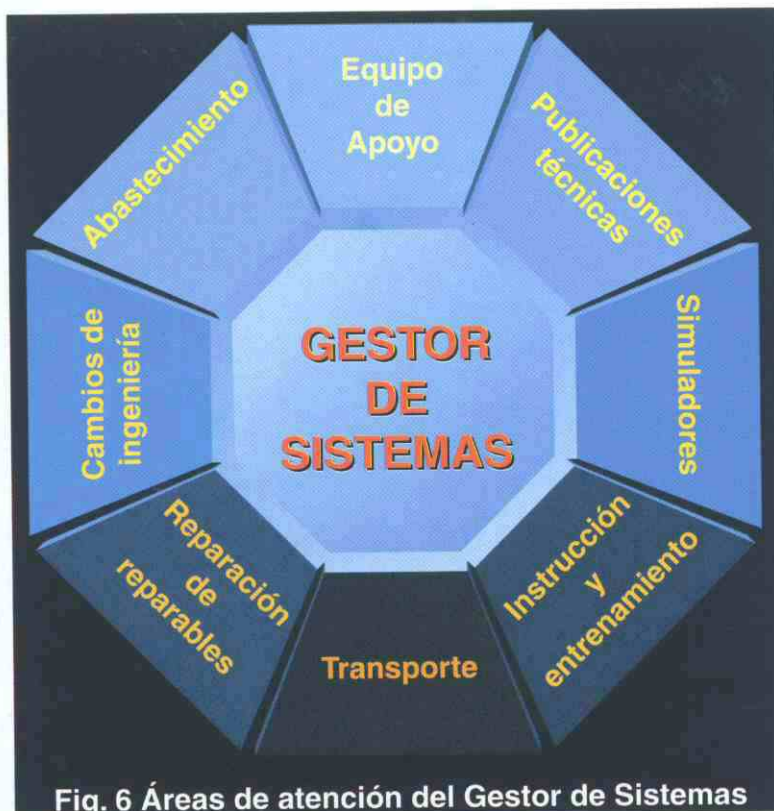 Equipo
de
Apoyo
Publicaciones
técnicas
Simuladores
Instrucción
y
entrenamiento
Transporte
Reparación
de
reparables
Cambios de
ingeniería
Abastecimiento
GESTOR
DE
SISTEMAS
Fig. 6 Áreas de atención del Gestor de Sistemas